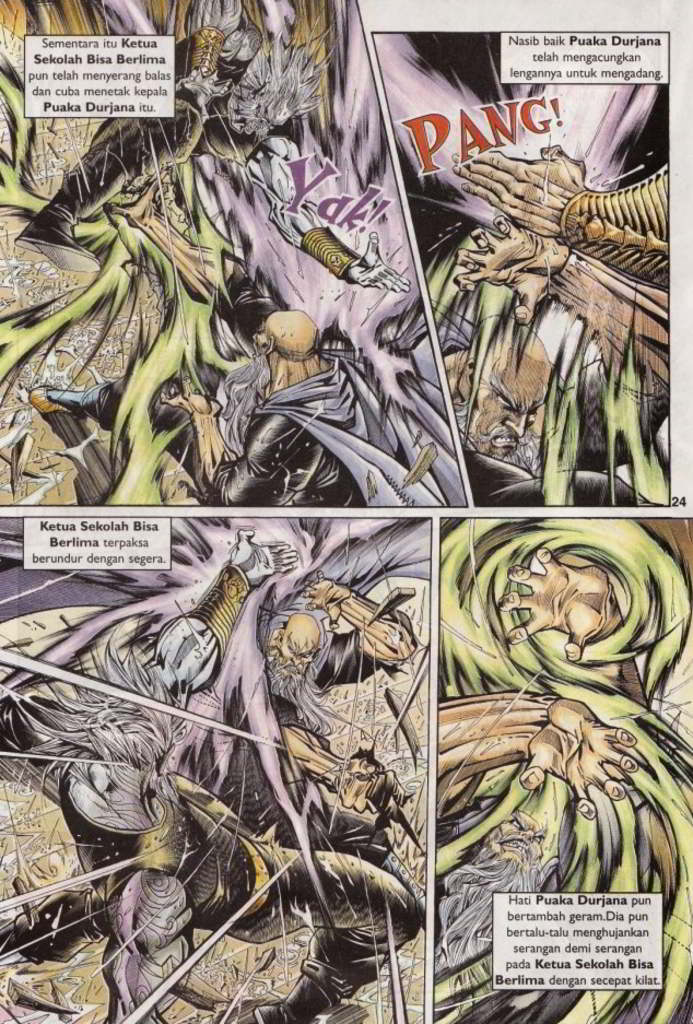 Sementara itu Ketua
Sekolah Bisa Berlima
pun telah menyerang balas
dan cuba menetak kepala
Puaka Durjana itu.
Yak!
Nasib baik Puaka Durjana
telah mengacungkan
lengannya untuk mengadang.
PANG!
24
Ketua Sekolah Bisa
Berlima terpaksa
berundur dengan segera.
Hati Puaka Durjana pun
bertambah geram.Dia pun
bertalu-talu menghujankan
serangan demi serangan
pada Ketua Sekolah Bisa
Berlima dengan secepat kilat.